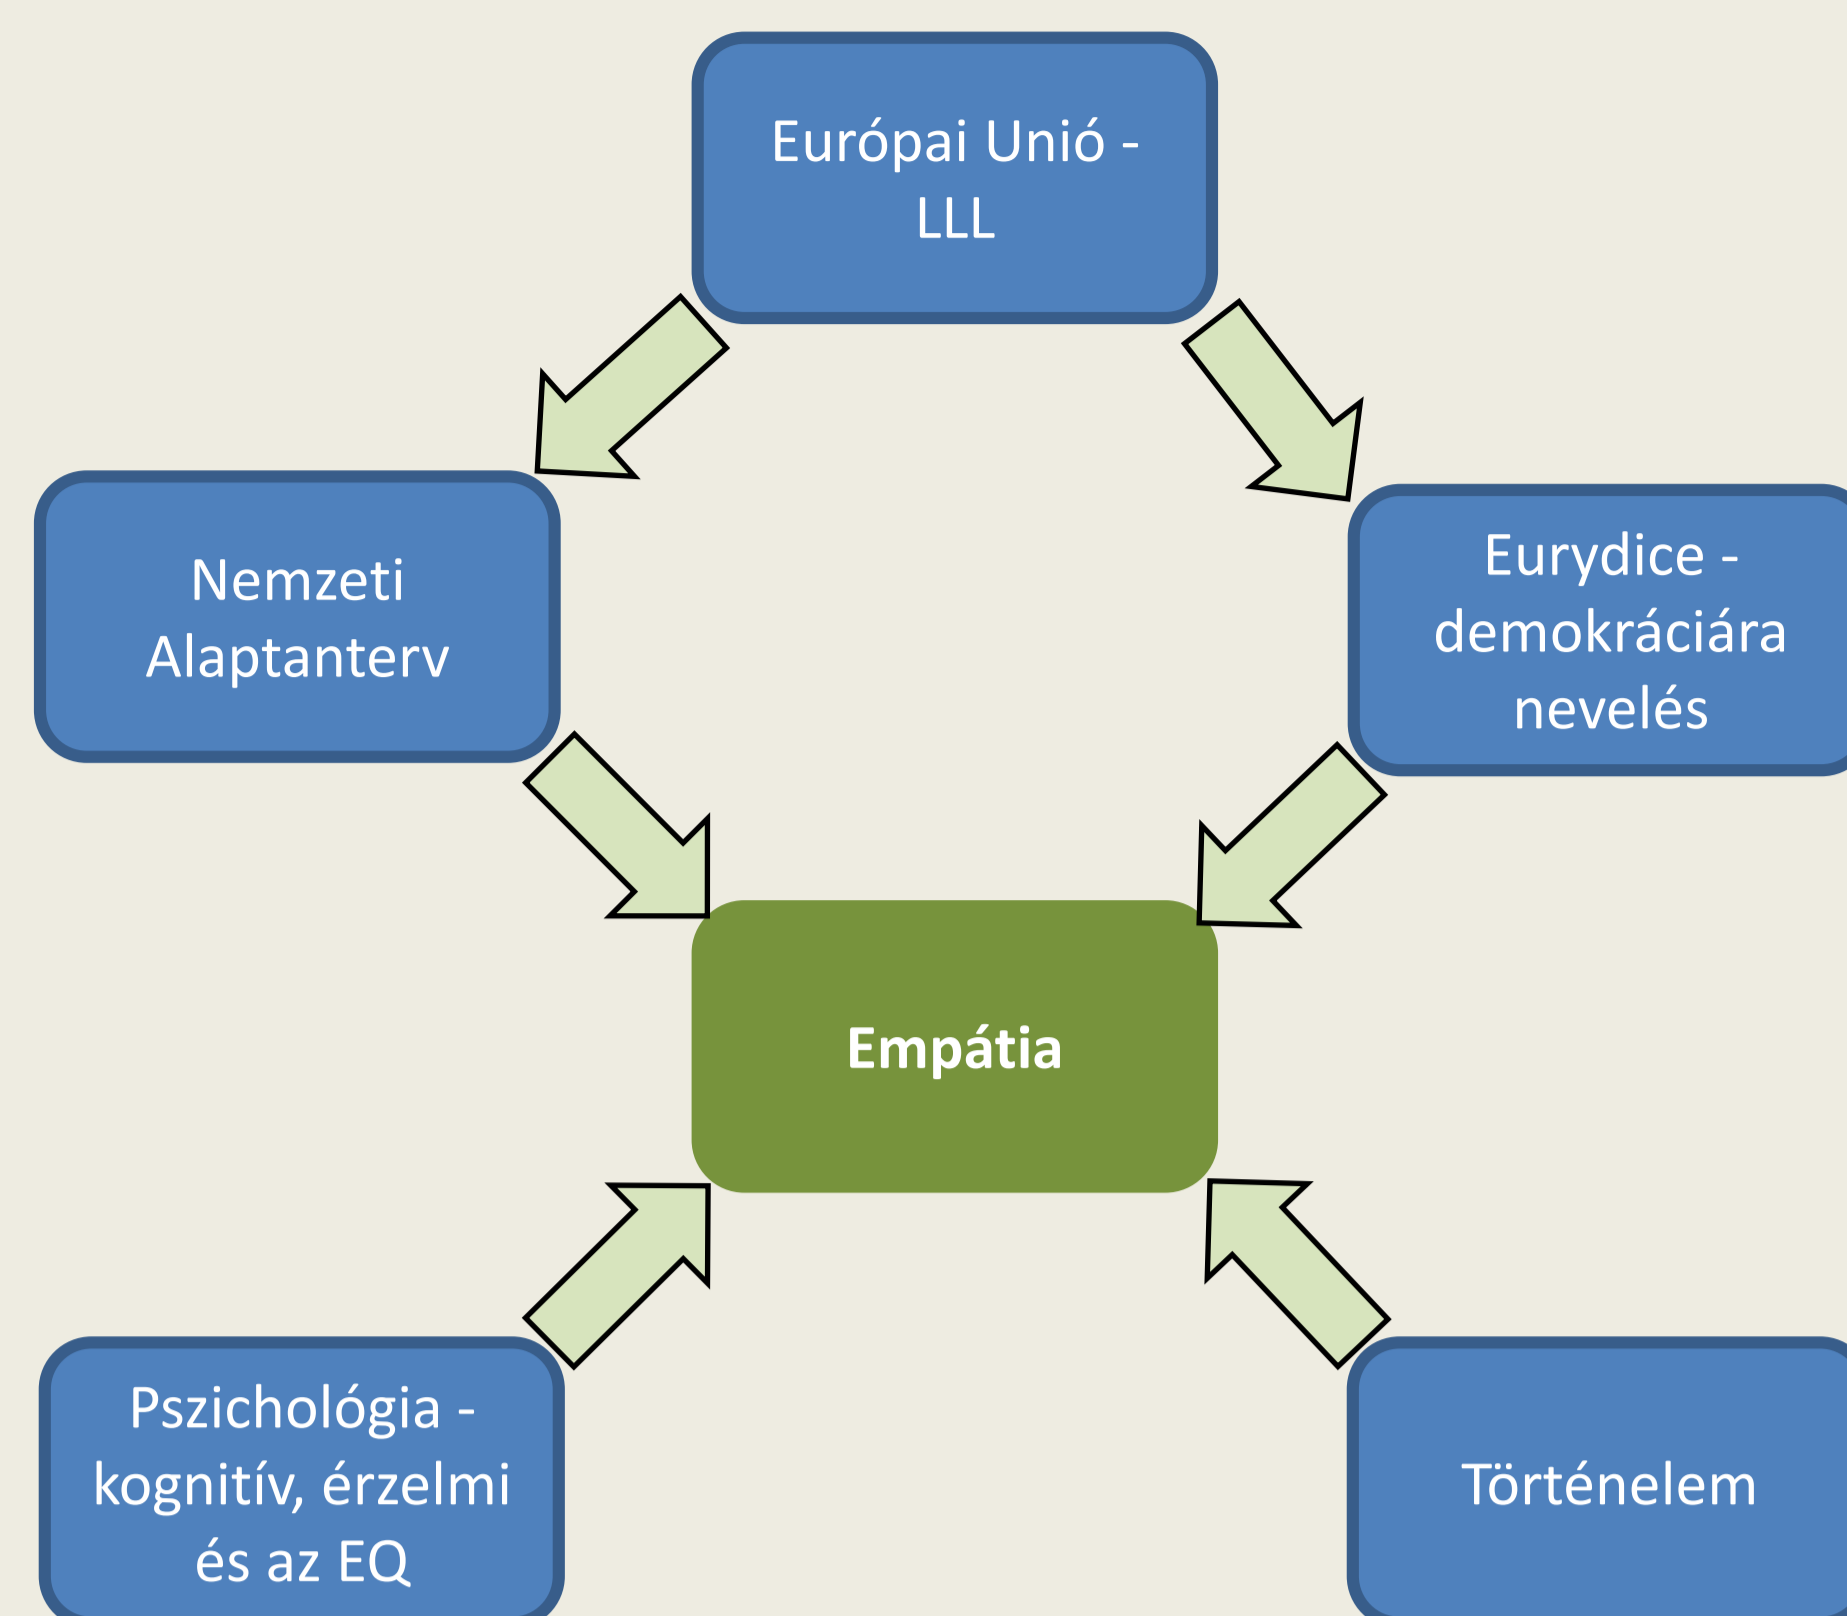 Európai Unió -
LLL
Nemzeti
Alaptanterv
Eurydice -
demokráciára
nevelés
Empátia
Pszichológia -
kognitív, érzelmi
és az EQ
Történelem